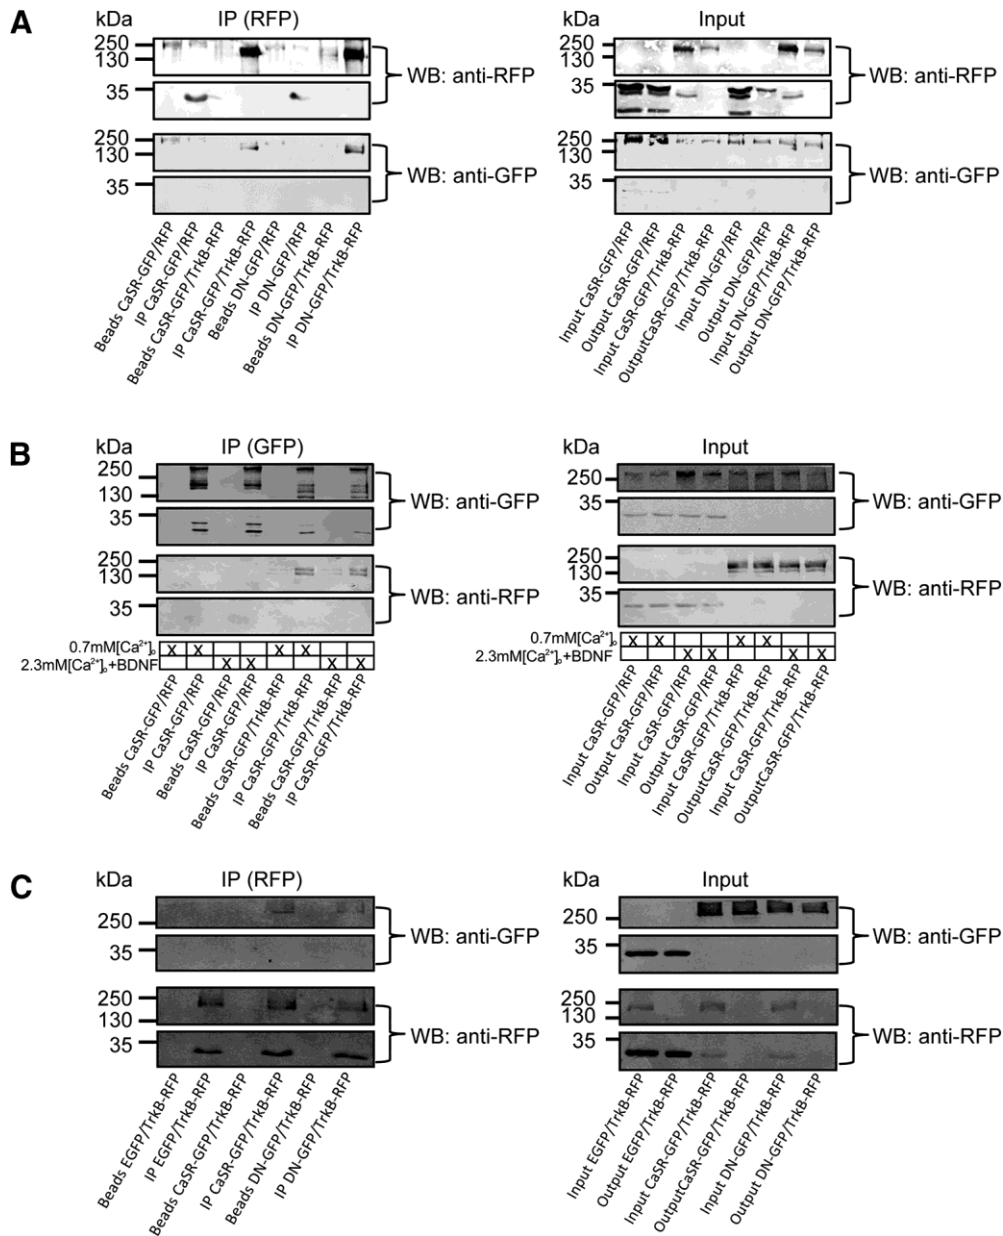 A
kDa
IP (RFP)
250
130
35
WB: anti-RFP
250
130
35
WB: anti-GFP
Beads CaSR-GFP/RFP
IP CaSR-GFP/RFP
Beads CaSR-GFP/TrkB-RFP
IP CaSR-GFP/TrkB-RFP
Beads DN-GFP/RFP
IP DN-GFP/RFP
Beads DN-GFP/TrkB-RFP
IP DN-GFP/TrkB-RFP
kDa
Input
250
130
35
WB: anti-RFP
250
130
35
WB: anti-GFP
Input CaSR-GFP/RFP
Output CaSR-GFP/RFP
Input CaSR-GFP/TrkB-RFP
OutputCaSR-GFP/TrkB-RFP
Input DN-GFP/RFP
Output DN-GFP/RFP
Input DN-GFP/TrkB-RFP
Output DN-GFP/TrkB-RFP
B
kDa
IP (GFP)
250
130
35
WB: anti-GFP
250
130
35
WB: anti-RFP
0.7mM[Ca²⁺]ₒ X X X X
2.3mM[Ca²⁺]ₒ+BDNF X X X X
Beads CaSR-GFP/RFP
IP CaSR-GFP/RFP
Beads CaSR-GFP/RFP
IP CaSR-GFP/RFP
Beads CaSR-GFP/TrkB-RFP
IP CaSR-GFP/TrkB-RFP
Beads CaSR-GFP/TrkB-RFP
IP CaSR-GFP/TrkB-RFP
kDa
Input
250
130
35
WB: anti-GFP
250
130
35
WB: anti-RFP
0.7mM[Ca²⁺]ₒ X X X X
2.3mM[Ca²⁺]ₒ+BDNF X X X X
Input CaSR-GFP/RFP
Output CaSR-GFP/RFP
Input CaSR-GFP/RFP
Output CaSR-GFP/RFP
Input CaSR-GFP/TrkB-RFP
OutputCaSR-GFP/TrkB-RFP
Input CaSR-GFP/TrkB-RFP
OutputCaSR-GFP/TrkB-RFP
C
kDa
IP (RFP)
250
35
WB: anti-GFP
250
130
35
WB: anti-RFP
Beads EGFP/TrkB-RFP
IP EGFP/TrkB-RFP
Beads CaSR-GFP/TrkB-RFP
IP CaSR-GFP/TrkB-RFP
Beads DN-GFP/TrkB-RFP
IP DN-GFP/TrkB-RFP
kDa
Input
250
35
WB: anti-GFP
250
130
35
WB: anti-RFP
Input EGFP/TrkB-RFP
Output EGFP/TrkB-RFP
Input CaSR-GFP/TrkB-RFP
OutputCaSR-GFP/TrkB-RFP
Input DN-GFP/TrkB-RFP
Output DN-GFP/TrkB-RFP